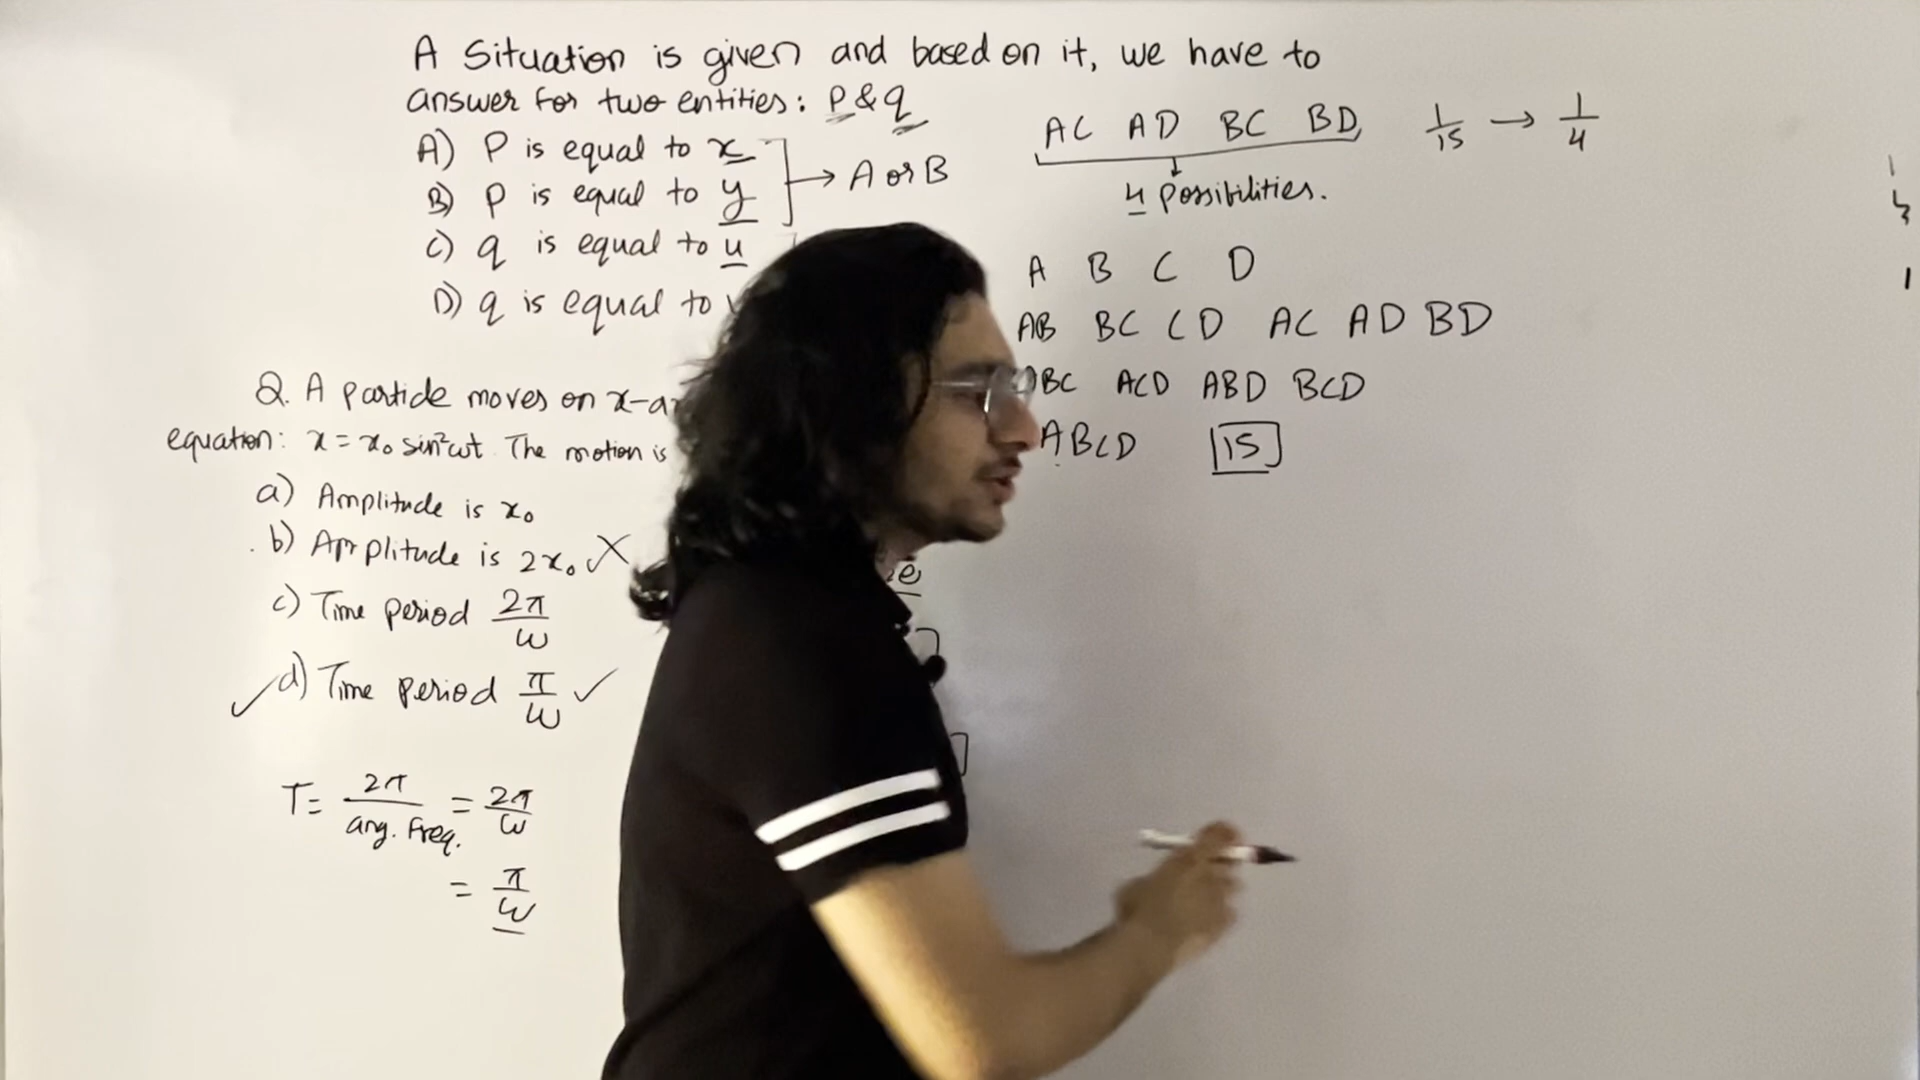 A Situation is given and based on it, we have to
answer for two entities: P & q
A) P is equal to x
B) P is equal to y
→ A or B
C) q is equal to u
D) q is equal to
AC AD BC BD
4 possibilities.
1/15 → 1/4
A B C D
AB BC CD AC AD BD
BC ACD ABD BCD
ABCD 15
Q. A particle moves on x-a
equation: x = x₀ sin²ωt The motion is
a) Amplitude is x₀
b) Amplitude is 2x₀ ✗
c) Time period 2π/ω
✓ d) Time period π/ω ✓
T = 2π/ang. freq. = 2π/ω
= π/ω